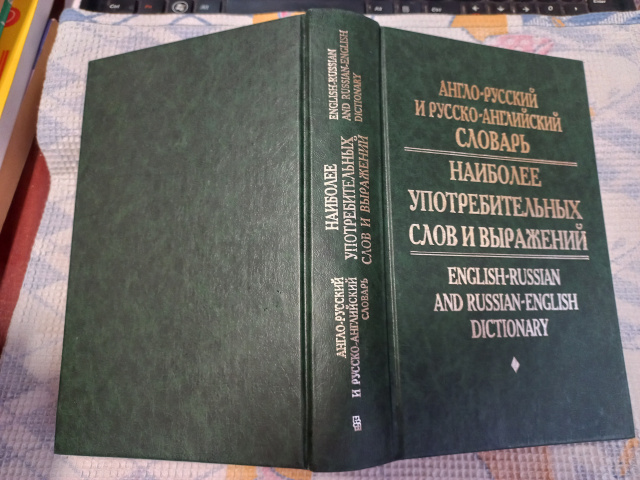 АНГЛО-РУССКИЙ
И РУССКО-АНГЛИЙСКИЙ
СЛОВАРЬ
НАИБОЛЕЕ
УПОТРЕБИТЕЛЬНЫХ
СЛОВ И ВЫРАЖЕНИЙ
ENGLISH-RUSSIAN
AND RUSSIAN-ENGLISH
DICTIONARY
ENGLISH-RUSSIAN
AND RUSSIAN-ENGLISH
DICTIONARY
НАИБОЛЕЕ
УПОТРЕБИТЕЛЬНЫХ
СЛОВ И ВЫРАЖЕНИЙ
АНГЛО-РУССКИЙ
И РУССКО-АНГЛИЙСКИЙ
СЛОВАРЬ